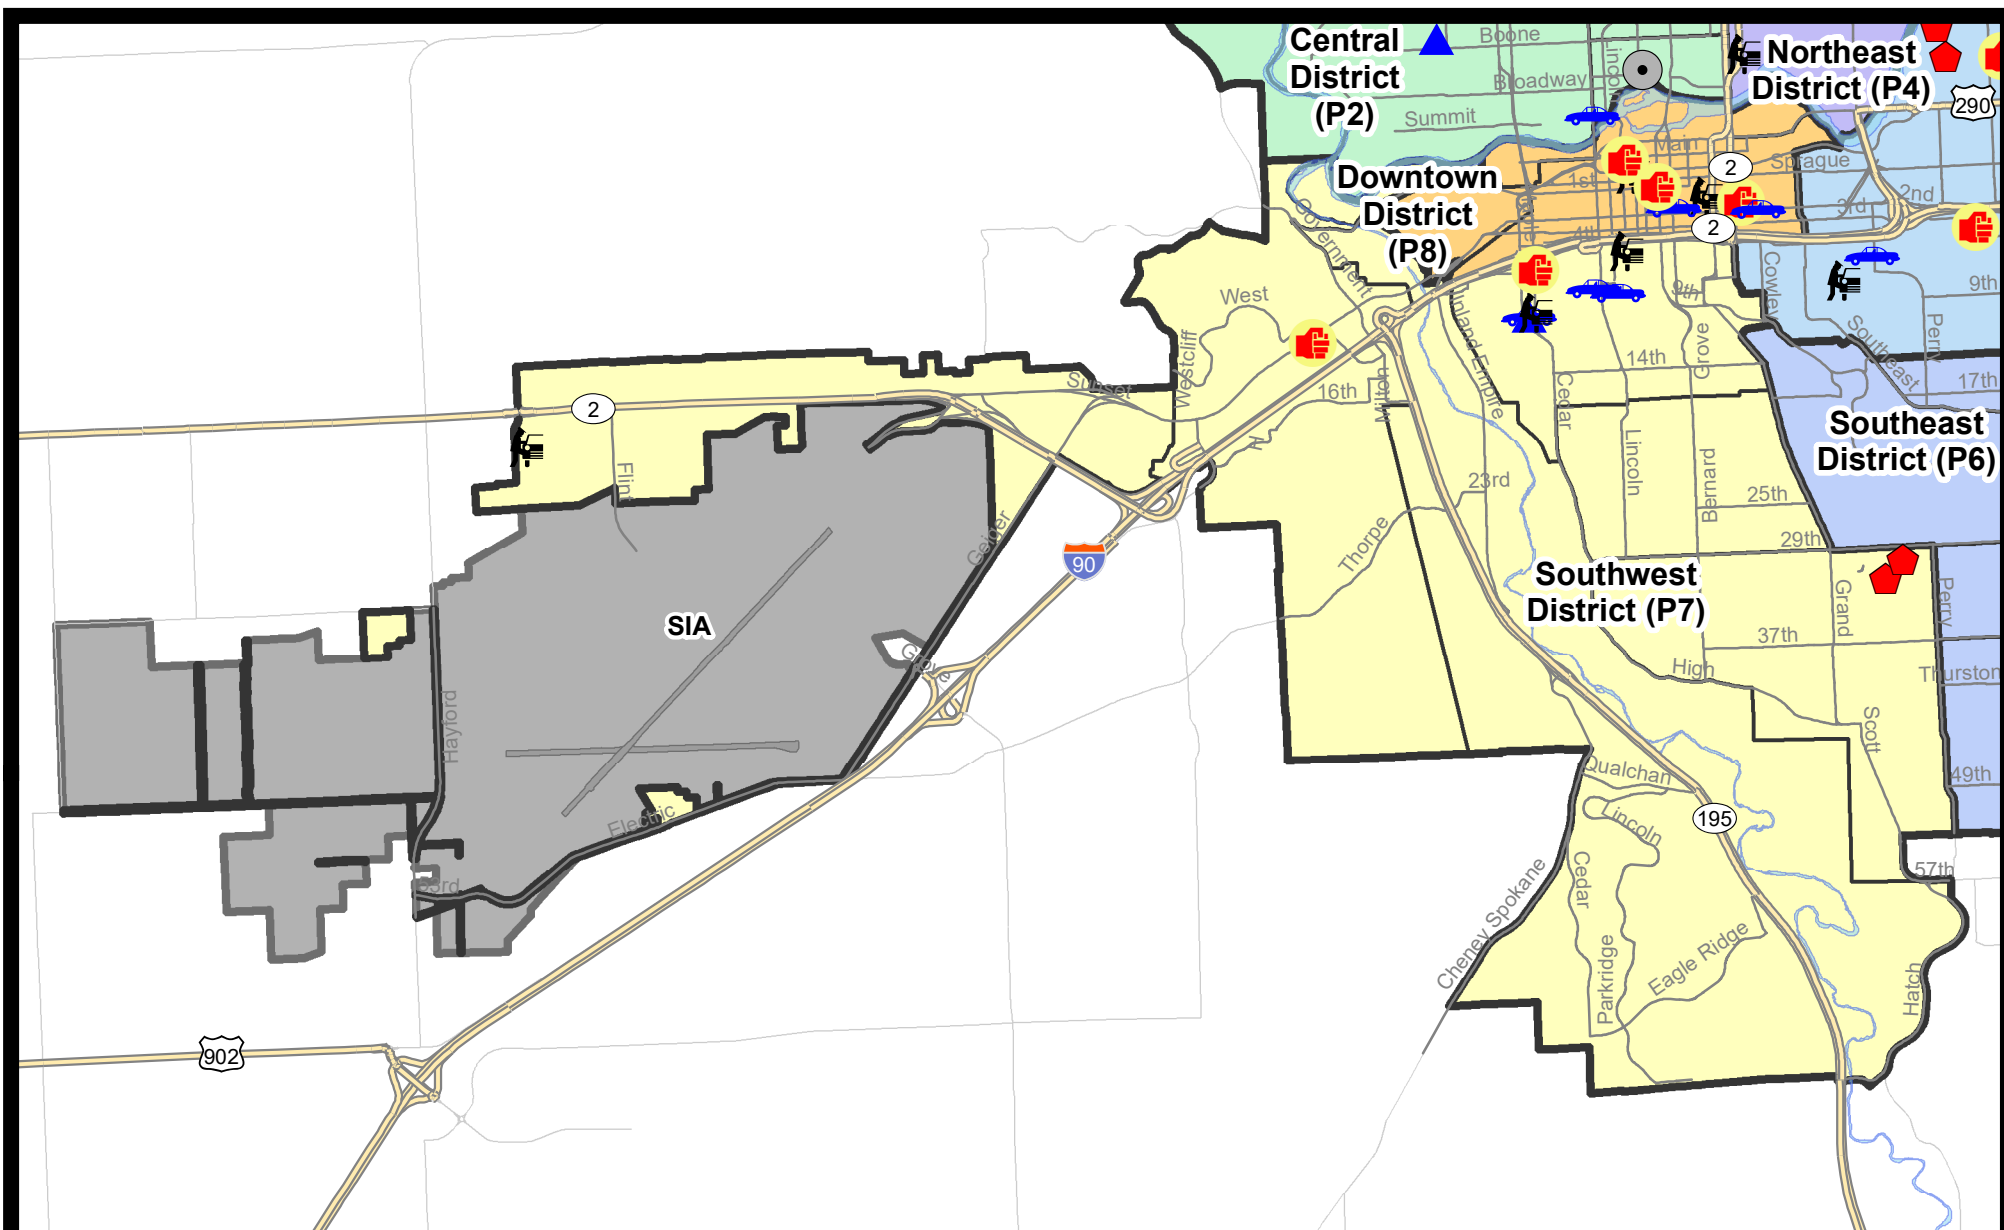 Central
District
(P2)
Boone
Broadway
Summit
Lincoln
Northeast
District (P4)
290
Main
2
Sprague
Downtown
District
(P8)
1st
2nd
3rd
Maple
4th
2
Government
West
Westcliff
Sunset
Inland Empire
9th
Cowley
9th
Perry
Southeast
14th
Grove
17th
16th
Milton
Cedar
2
Flint
Lincoln
Bernard
Southeast
District (P6)
23rd
25th
Geiger
90
Thorpe
29th
Southwest
District (P7)
Grand
Perry
SIA
37th
Grove
High
Thurston
Hayford
Scott
Qualchan
49th
Electric
195
Lincoln
53rd
Cedar
57th
Cheney Spokane
Parkridge
Eagle Ridge
Hatch
902